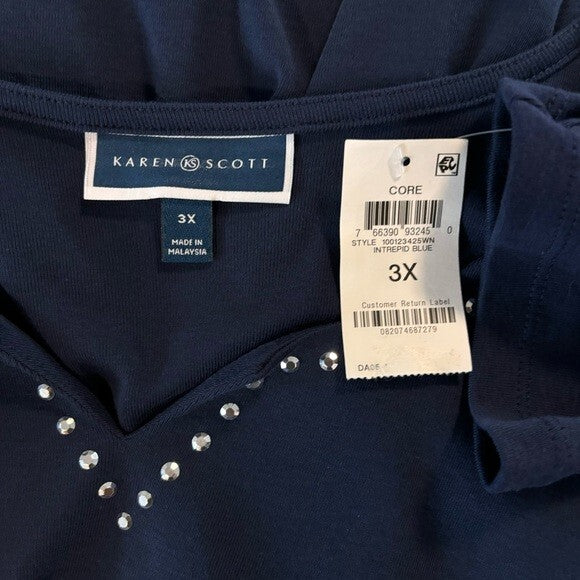 KAREN KS SCOTT
3X
MADE IN
MALAYSIA
CORE
7 66390 93245 0
STYLE 100123425WN
INTREPID BLUE
3X
Customer Return Label
082074687279